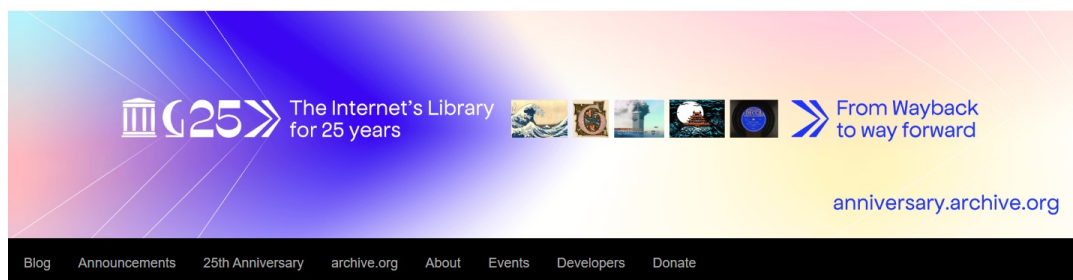 25
The Internet's Library
for 25 years
From Wayback
to way forward
anniversary.archive.org
Blog Announcements 25th Anniversary archive.org About Events Developers Donate